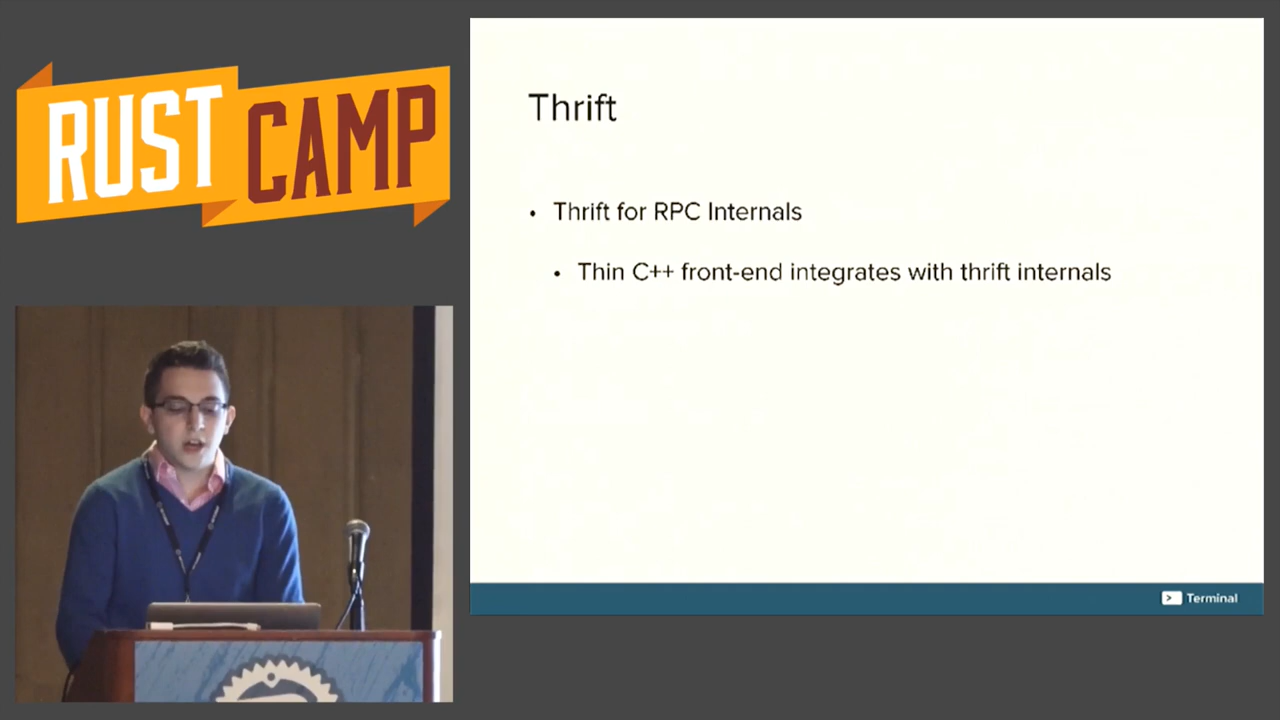 RUST CAMP
Thrift
• Thrift for RPC Internals
• Thin C++ front-end integrates with thrift internals
Terminal